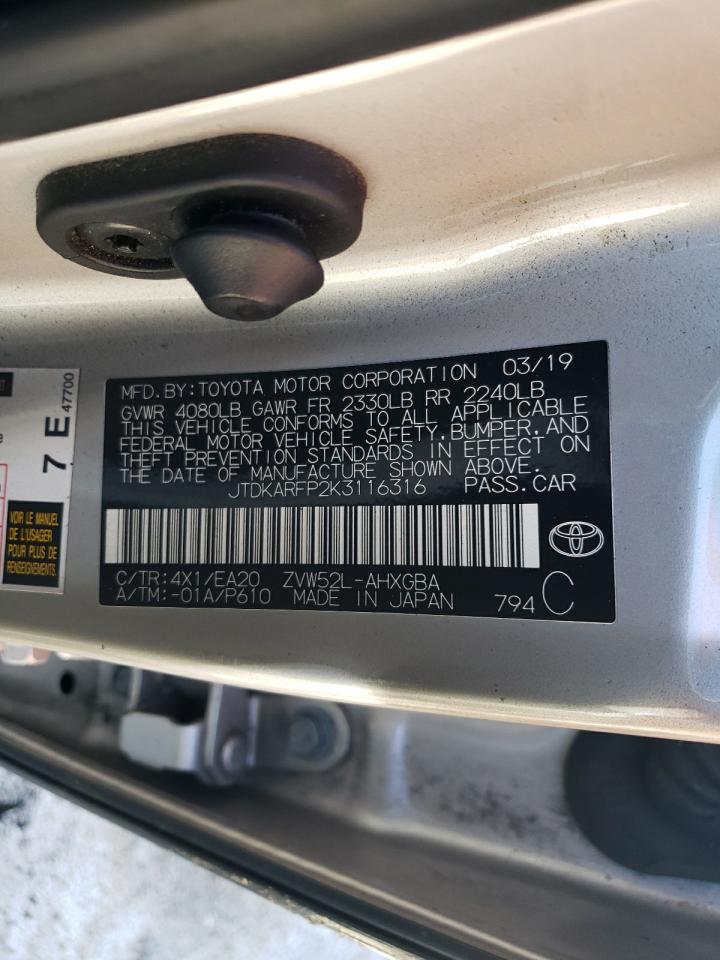 MFD.BY:TOYOTA MOTOR CORPORATION 03/19
GVWR 4080LB GAWR FR 2330LB RR 2240LB
THIS VEHICLE CONFORMS TO ALL APPLICABLE
FEDERAL MOTOR VEHICLE SAFETY,BUMPER,AND
THEFT PREVENTION STANDARDS IN EFFECT ON
THE DATE OF MANUFACTURE SHOWN ABOVE.
JTDKARFP2K3116316 PASS.CAR
C/TR:4X1/EA20 ZVW52L-AHXGBA
A/TM:-01A/P610 MADE IN JAPAN 794 C
7 E 47700
VOIR LE MANUEL
DE L'USAGER
POUR PLUS DE
RENSEIGNEMENTS